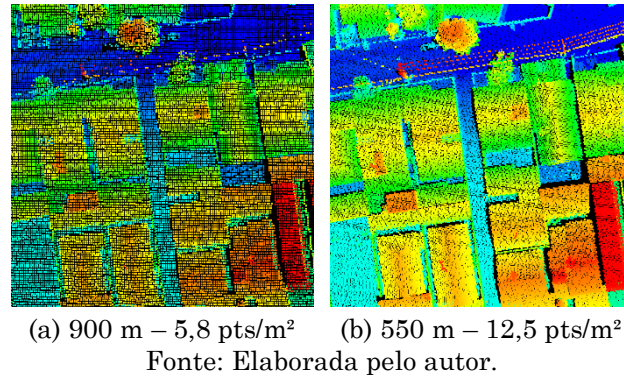 (a) 900 m – 5,8 pts/m²
(b) 550 m – 12,5 pts/m²
Fonte: Elaborada pelo autor.